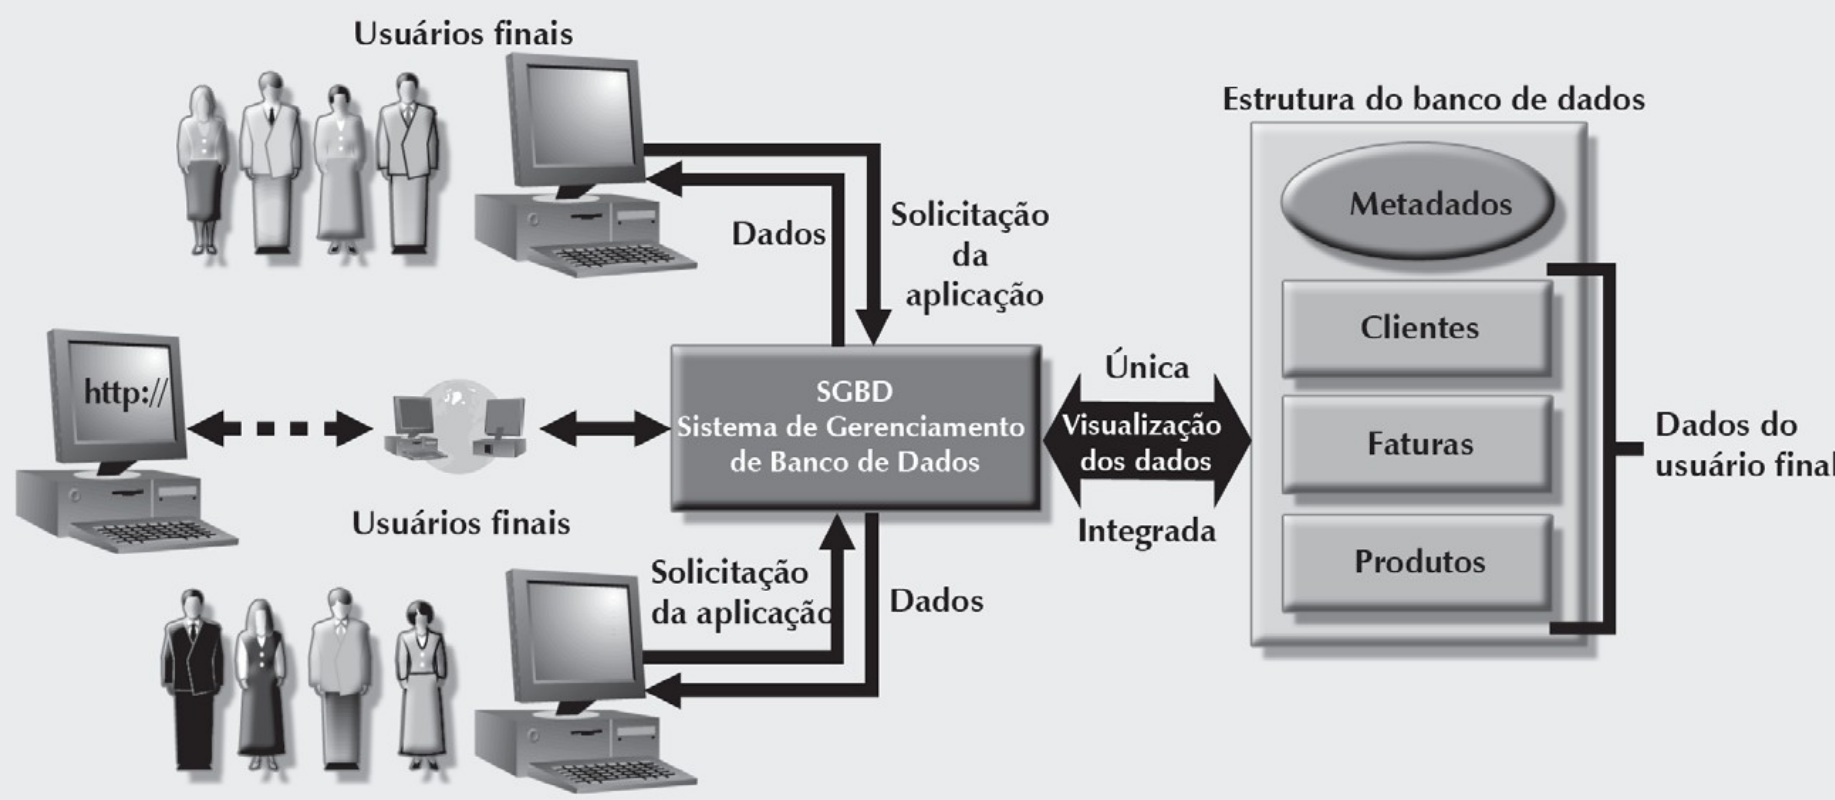 Usuários finais
Estrutura do banco de dados
Metadados
Dados
Solicitação
da
aplicação
Clientes
http://
Única
SGBD
Sistema de Gerenciamento
de Banco de Dados
Visualização
dos dados
Integrada
Faturas
Dados do
usuário final
Produtos
Usuários finais
Solicitação
da aplicação
Dados